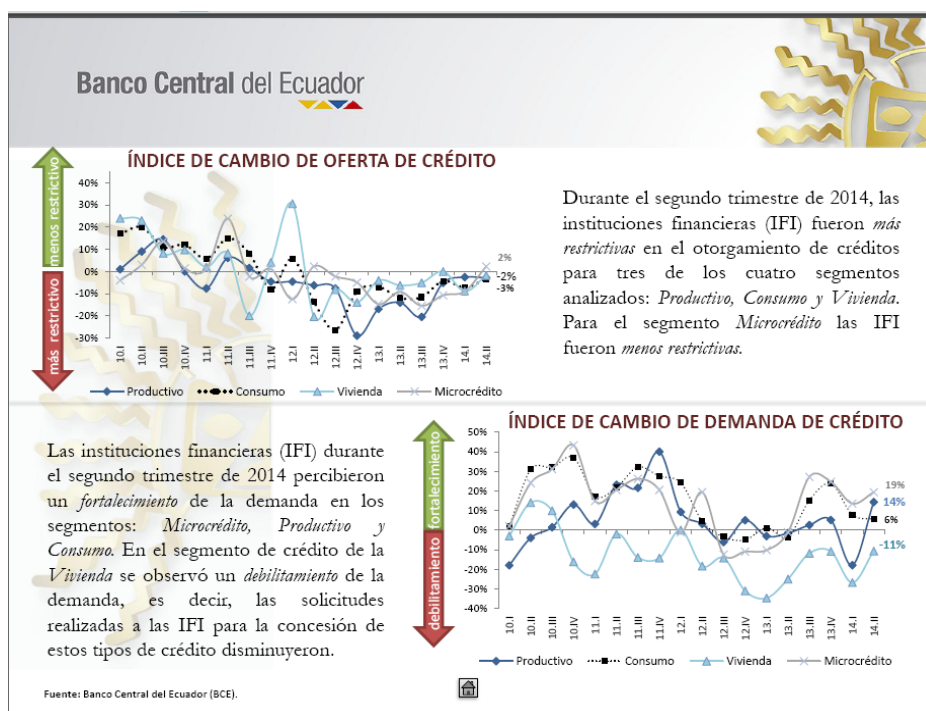 Banco Central del Ecuador
ÍNDICE DE CAMBIO DE OFERTA DE CRÉDITO
menos restrictivo
más restrictivo
40%
30%
20%
10%
0%
-10%
-20%
-30%
2%
-2%
-3%
10.I
10.II
10.III
10.IV
11.I
11.II
11.III
11.IV
12.I
12.II
12.III
12.IV
13.I
13.II
13.III
13.IV
14.I
14.II
Productivo
Consumo
Vivienda
Microcrédito
Durante el segundo trimestre de 2014, las
instituciones financieras (IFI) fueron más
restrictivas en el otorgamiento de créditos
para tres de los cuatro segmentos
analizados: Productivo, Consumo y Vivienda.
Para el segmento Microcrédito las IFI
fueron menos restrictivas.
Las instituciones financieras (IFI) durante
el segundo trimestre de 2014 percibieron
un fortalecimiento de la demanda en los
segmentos: Microcrédito, Productivo y
Consumo. En el segmento de crédito de la
Vivienda se observó un debilitamiento de la
demanda, es decir, las solicitudes
realizadas a las IFI para la concesión de
estos tipos de crédito disminuyeron.
ÍNDICE DE CAMBIO DE DEMANDA DE CRÉDITO
fortalecimiento
debilitamiento
50%
40%
30%
20%
10%
0%
-10%
-20%
-30%
-40%
19%
14%
6%
-11%
10.I
10.II
10.III
10.IV
11.I
11.II
11.III
11.IV
12.I
12.II
12.III
12.IV
13.I
13.II
13.III
13.IV
14.I
14.II
Productivo
Consumo
Vivienda
Microcrédito
Fuente: Banco Central del Ecuador (BCE).